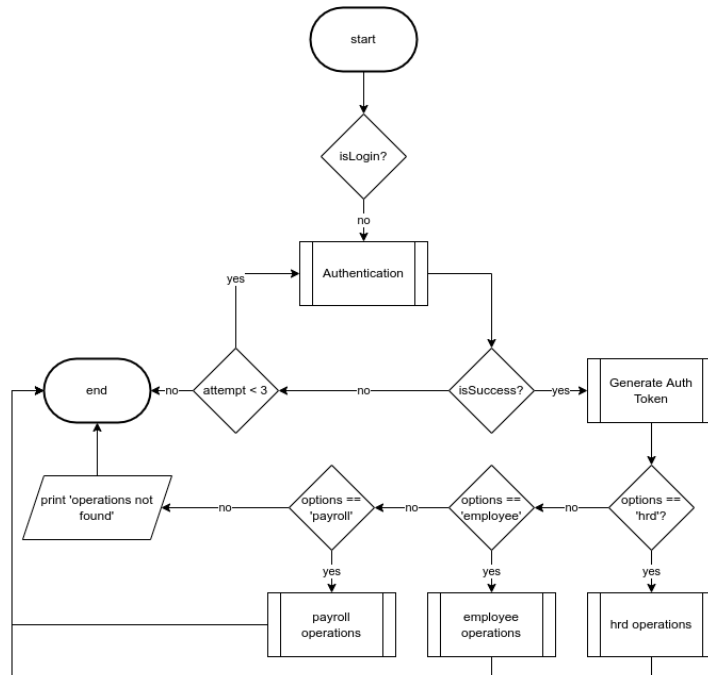 start
isLogin?
no
Authentication
yes
end
no
attempt < 3
no
isSuccess?
yes
Generate Auth
Token
print 'operations not
found'
no
options ==
'payroll'
no
options ==
'employee'
no
options ==
'hrd'?
yes
yes
yes
payroll
operations
employee
operations
hrd operations